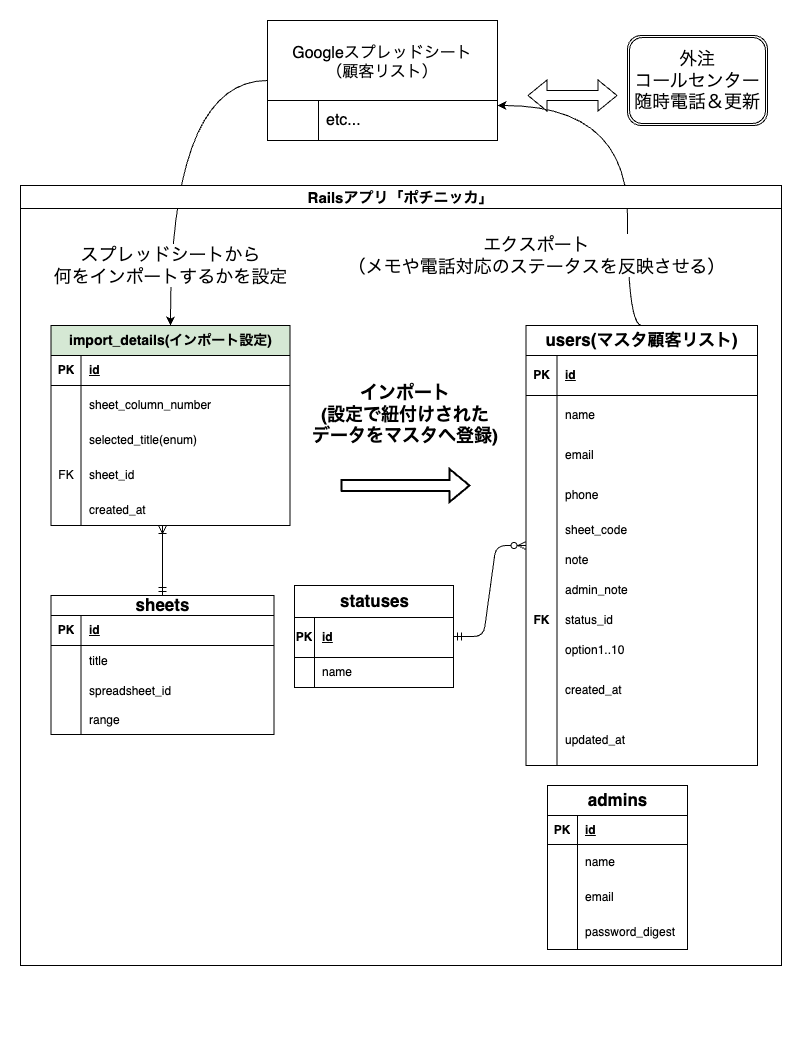 Googleスプレッドシート
（顧客リスト）
etc...
外注
コールセンター
随時電話＆更新
Railsアプリ「ポチニッカ」
スプレッドシートから
何をインポートするかを設定
エクスポート
（メモや電話対応のステータスを反映させる）
import_details(インポート設定)
PK id
sheet_column_number
selected_title(enum)
FK sheet_id
created_at
インポート
(設定で紐付けされた
データをマスタへ登録)
users(マスタ顧客リスト)
PK id
name
email
phone
sheet_code
note
admin_note
FK status_id
option1..10
created_at
updated_at
sheets
PK id
title
spreadsheet_id
range
statuses
PK id
name
admins
PK id
name
email
password_digest